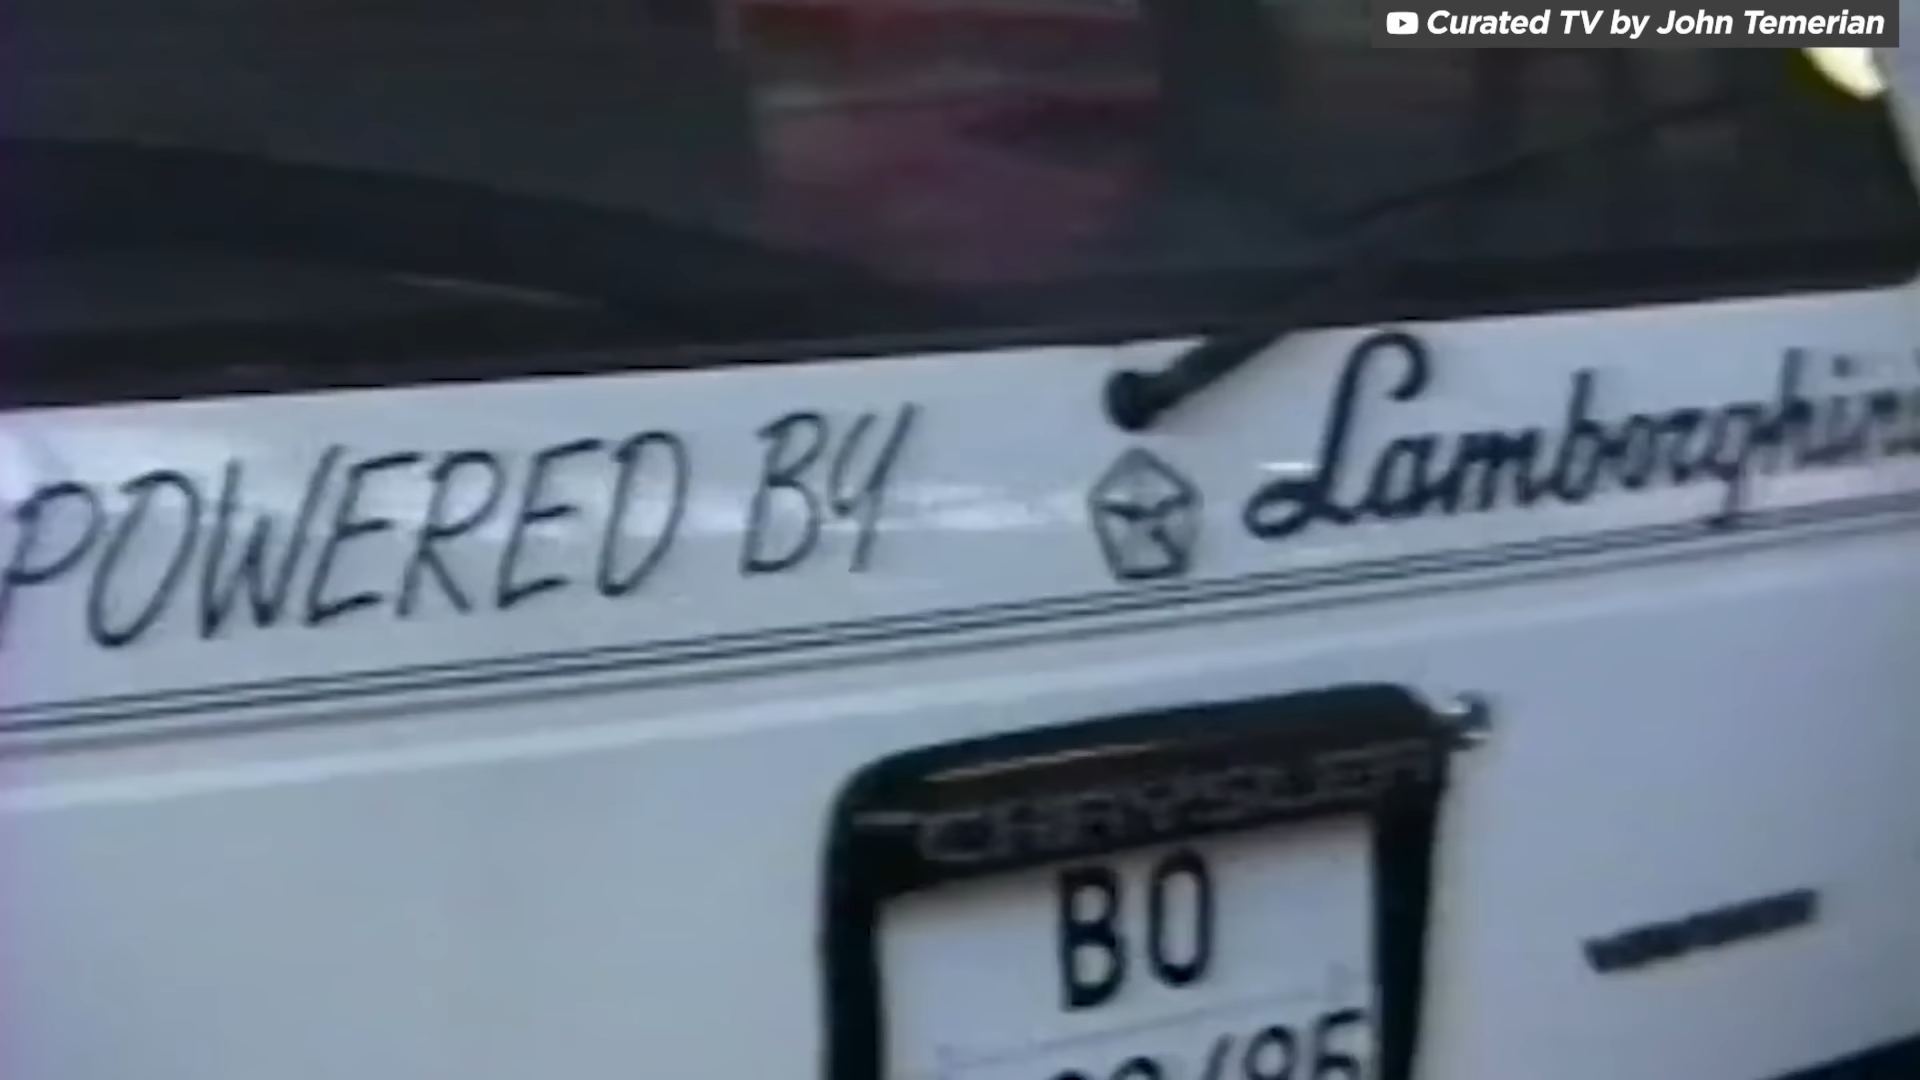 Curated TV by John Temerian
POWERED BY Lamborghini
CHRYSLER
BO